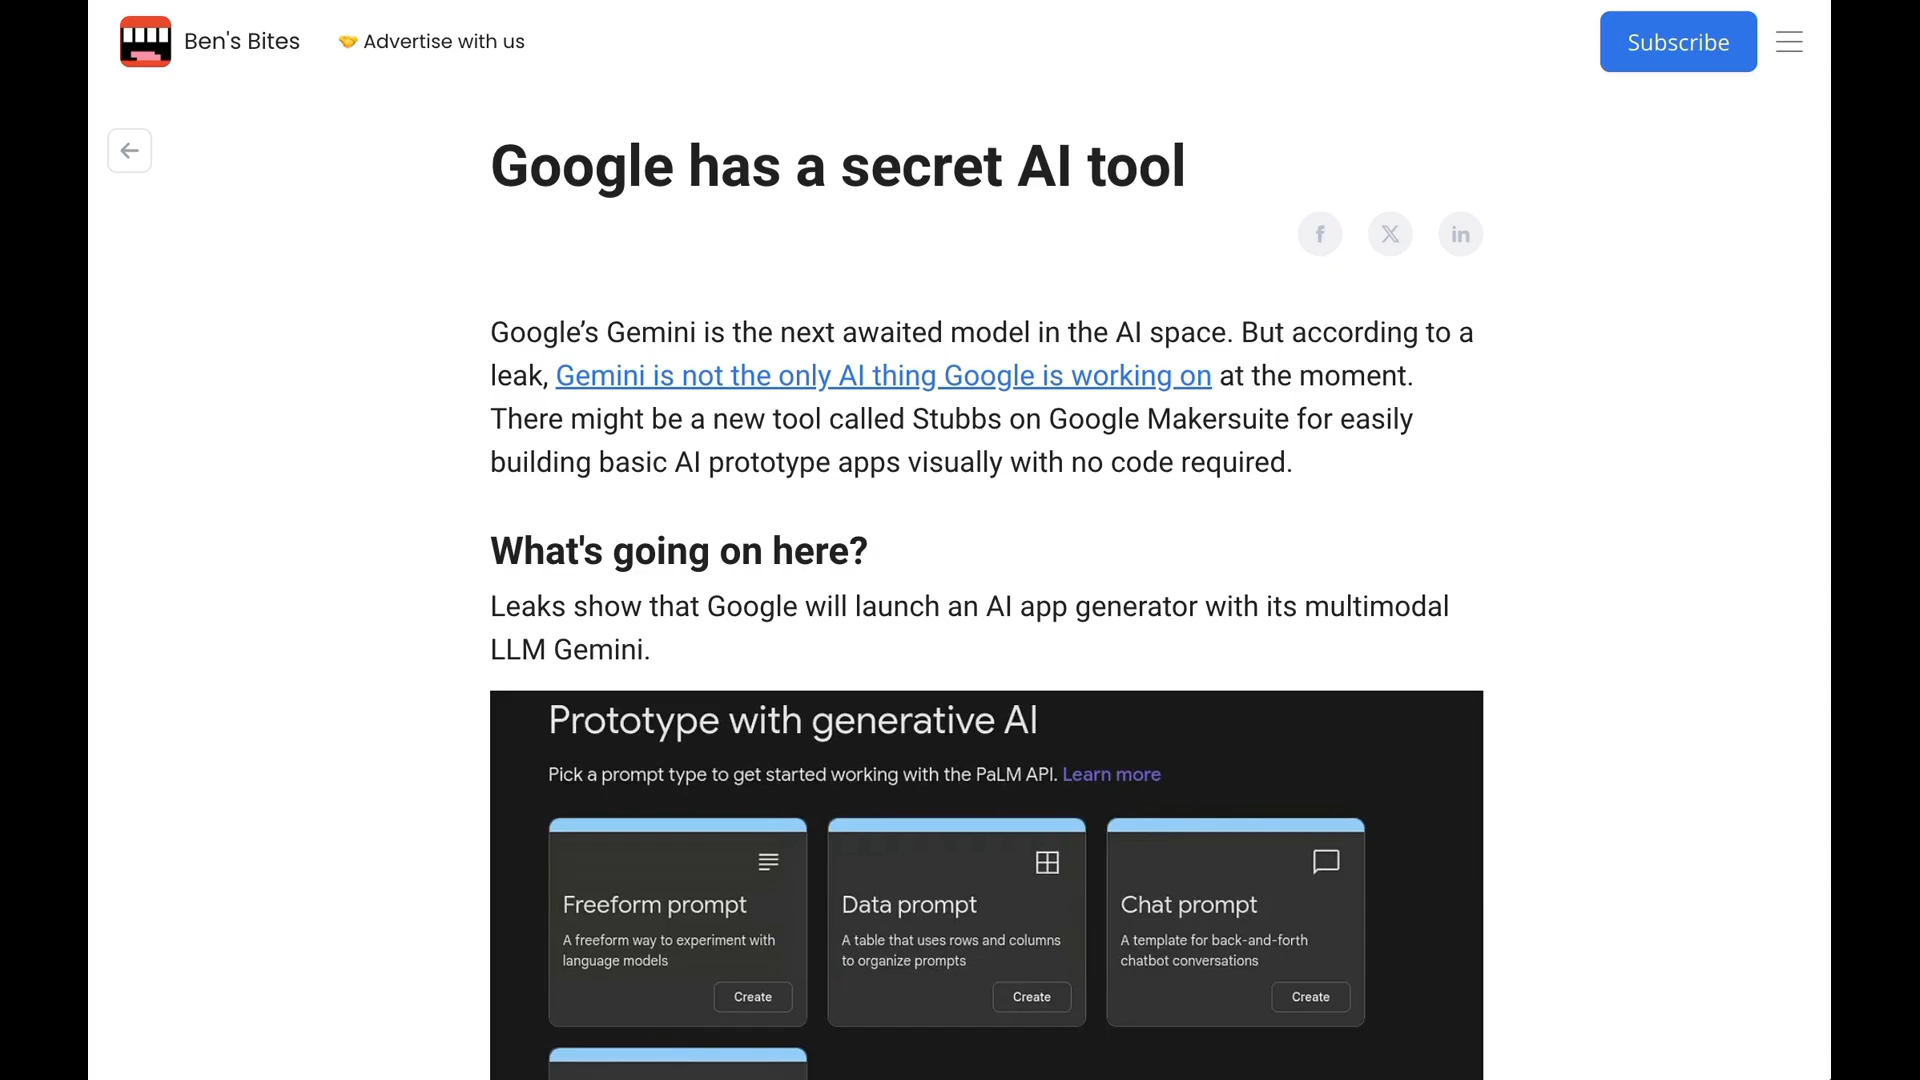 Ben's Bites
Advertise with us
Subscribe
Google has a secret AI tool
Google’s Gemini is the next awaited model in the AI space. But according to a
leak, Gemini is not the only AI thing Google is working on at the moment.
There might be a new tool called Stubbs on Google Makersuite for easily
building basic AI prototype apps visually with no code required.
What's going on here?
Leaks show that Google will launch an AI app generator with its multimodal
LLM Gemini.
Prototype with generative AI
Pick a prompt type to get started working with the PaLM API. Learn more
Freeform prompt
A freeform way to experiment with
language models
Create
Data prompt
A table that uses rows and columns
to organize prompts
Create
Chat prompt
A template for back-and-forth
chatbot conversations
Create